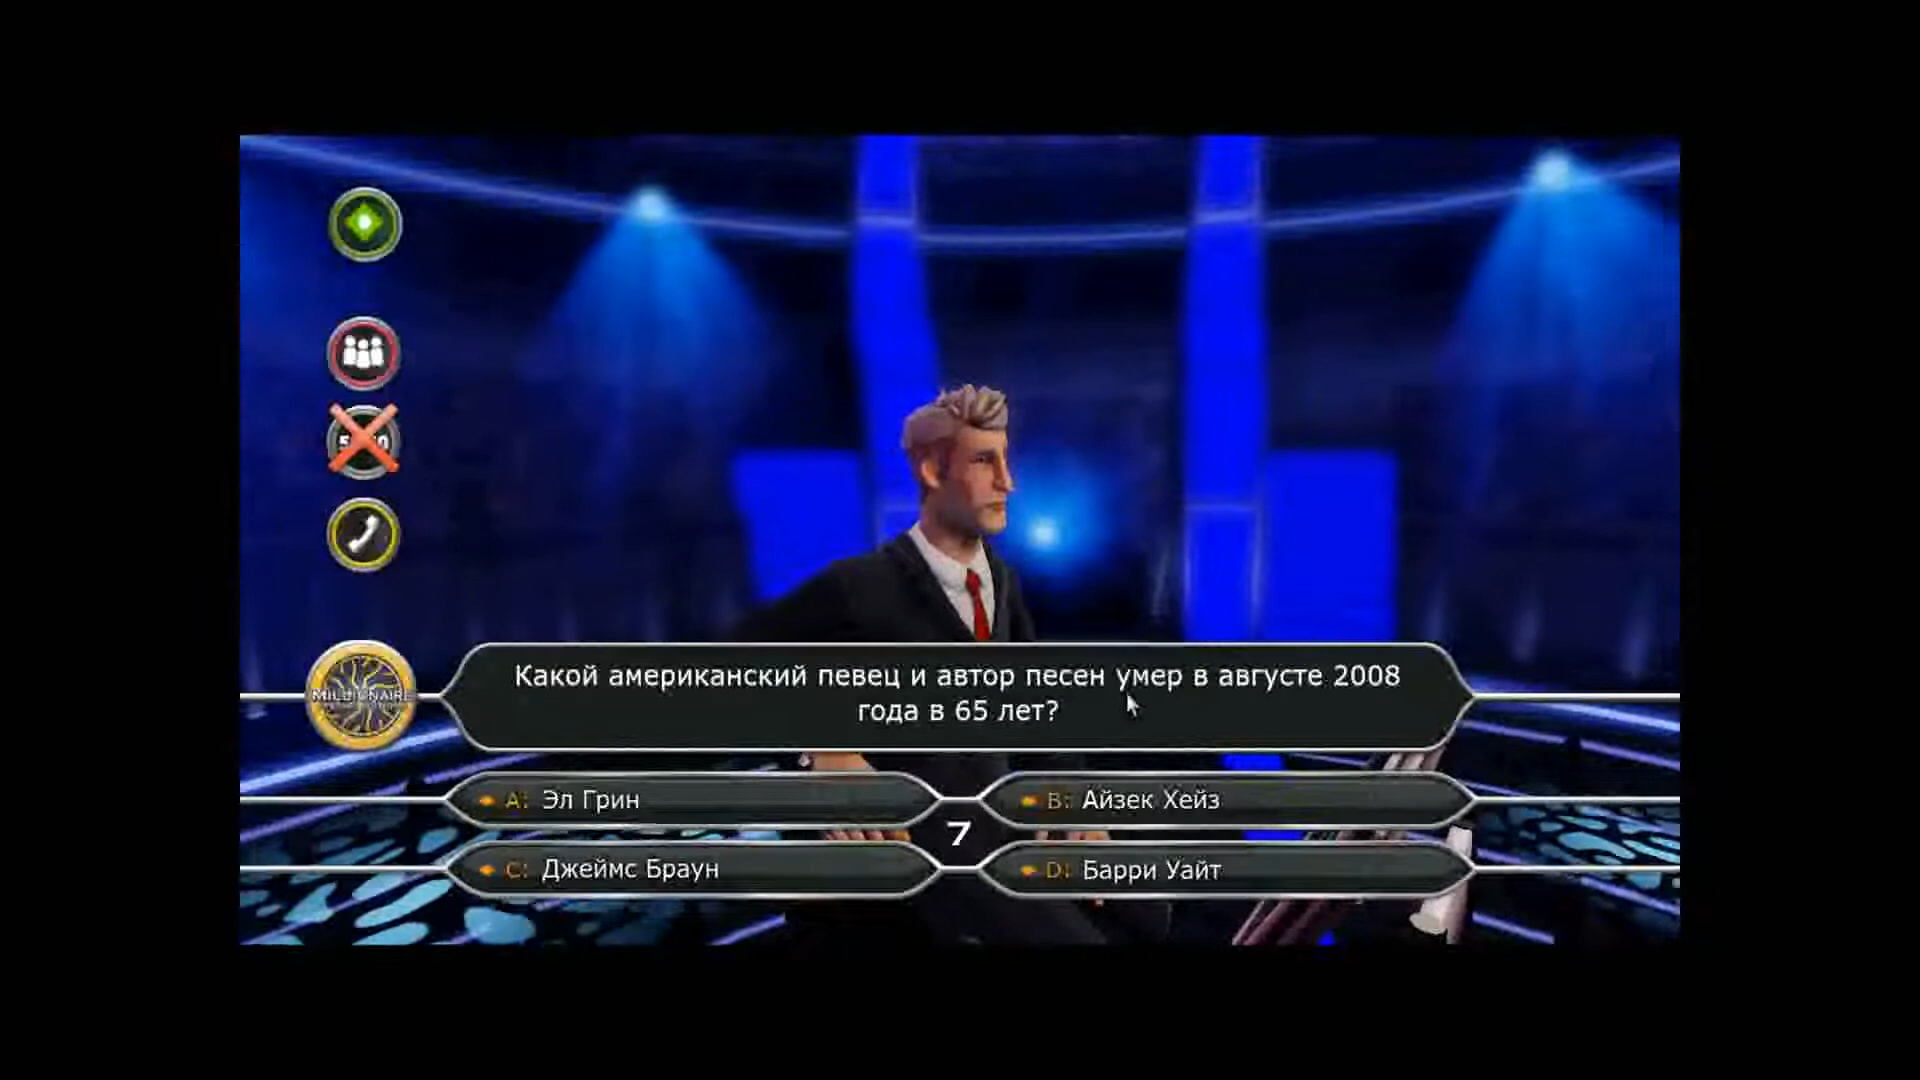 MILLIONAIRE
Какой американский певец и автор песен умер в августе 2008
года в 65 лет?
A: Эл Грин
B: Айзек Хейз
7
C: Джеймс Браун
D: Барри Уайт